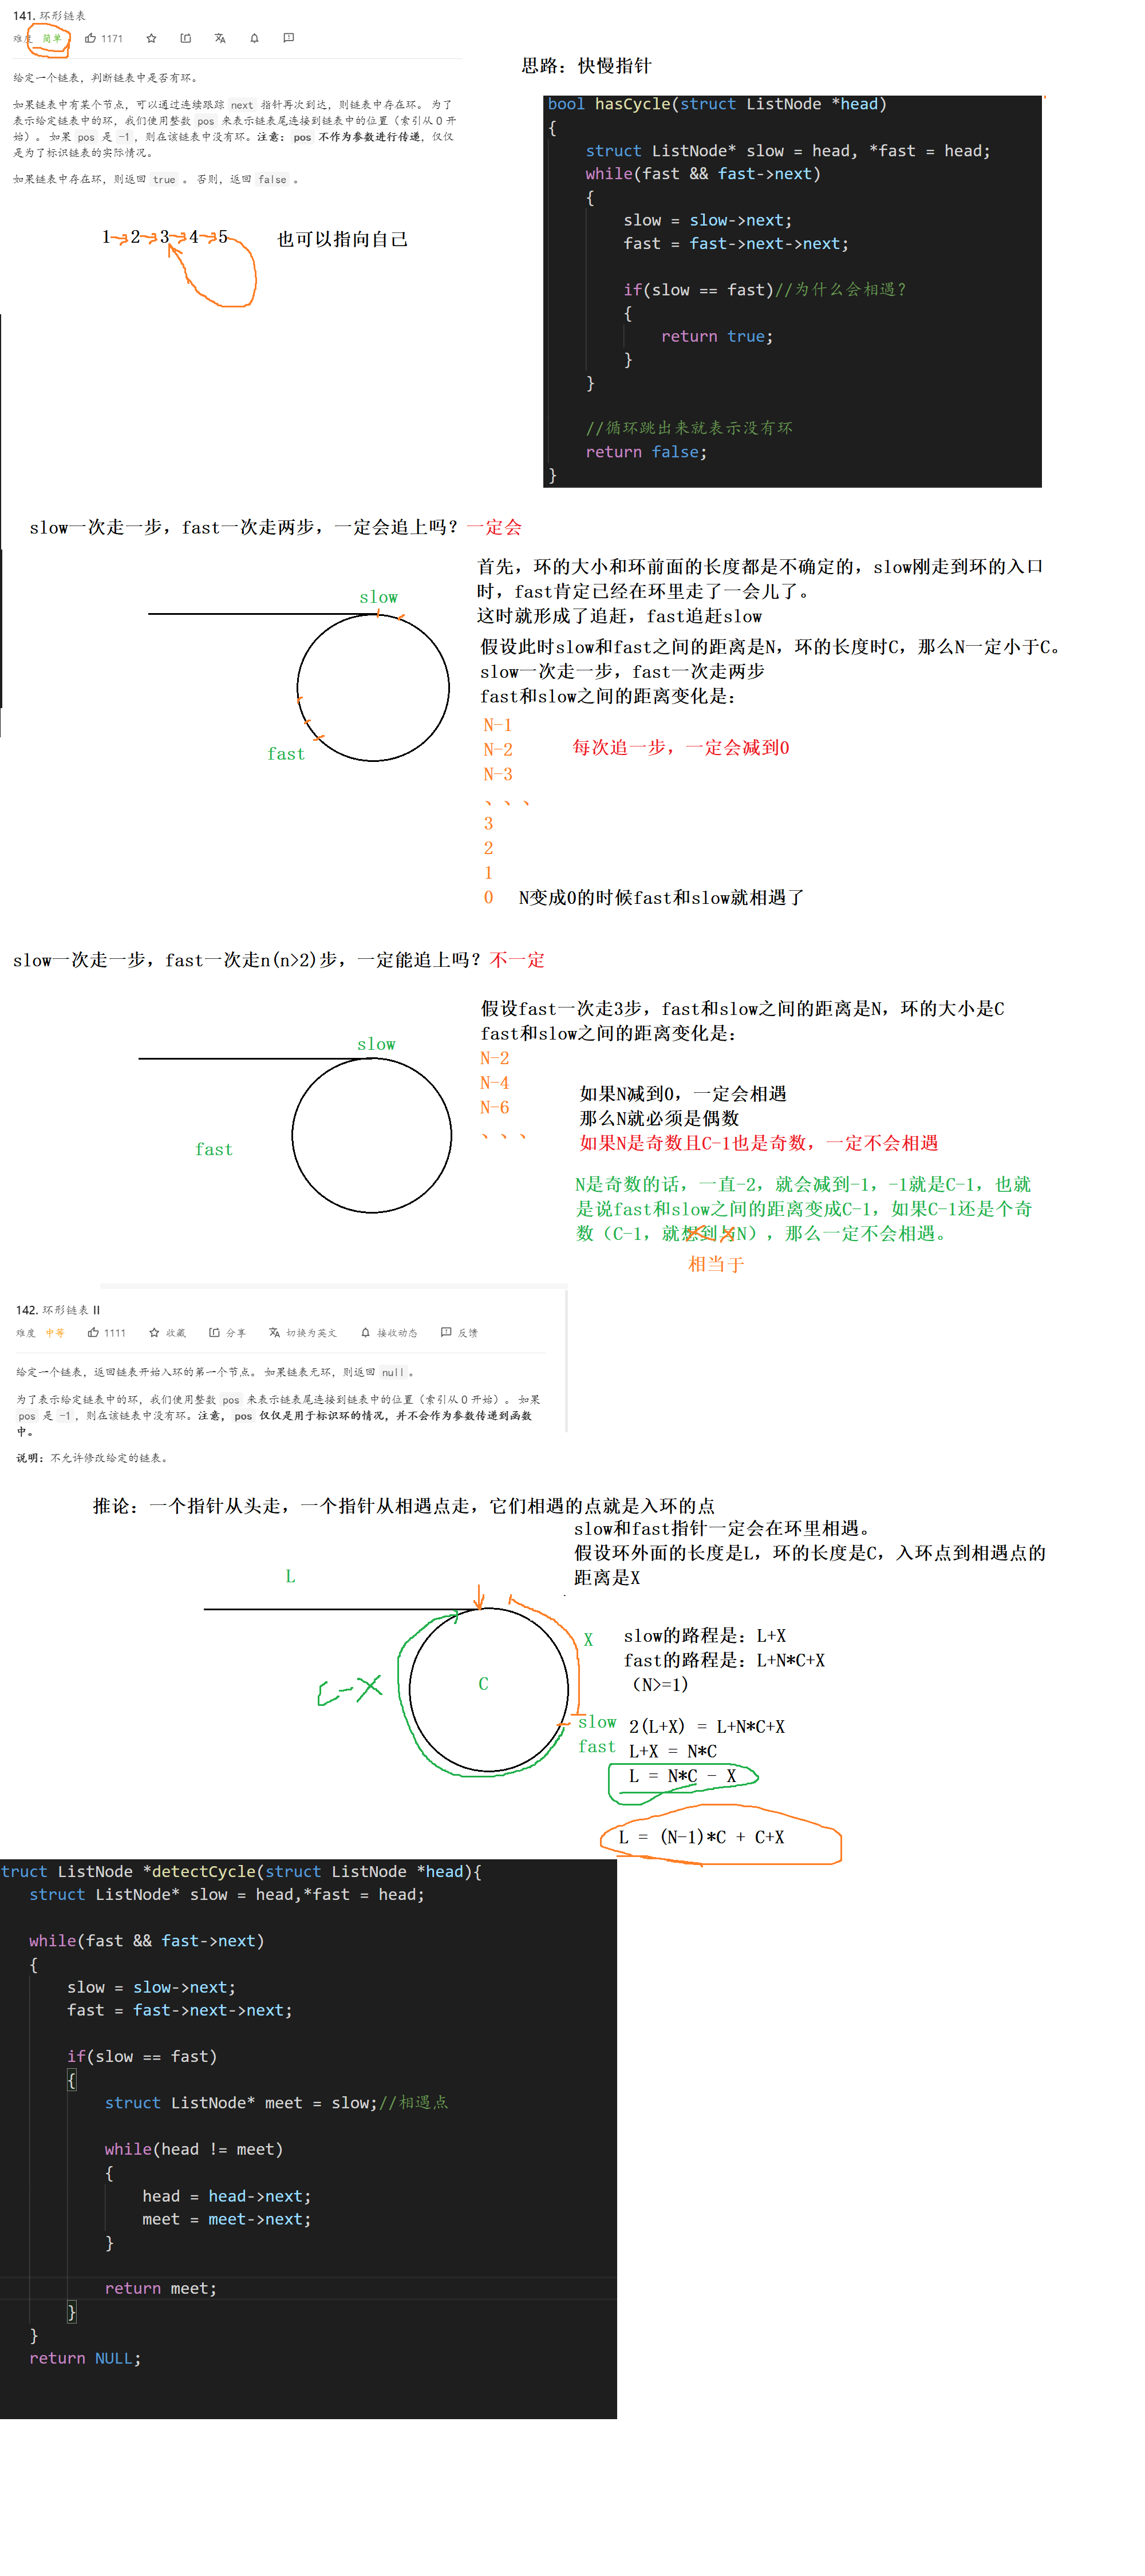 141. 环形链表
难度 简单 1171
给定一个链表，判断链表中是否有环。
如果链表中有某个节点，可以通过连续跟踪 next 指针再次到达，则链表中存在环。 为了
表示给定链表中的环，我们使用整数 pos 来表示链表尾连接到链表中的位置（索引从 0 开
始）。 如果 pos 是 -1，则在该链表中没有环。注意：pos 不作为参数进行传递，仅仅
是为了标识链表的实际情况。
如果链表中存在环，则返回 true 。 否则，返回 false 。
1 2 3 4 5
也可以指向自己
思路：快慢指针
bool hasCycle(struct ListNode *head)
{
struct ListNode* slow = head, *fast = head;
while(fast && fast->next)
{
slow = slow->next;
fast = fast->next->next;
if(slow == fast)//为什么会相遇？
{
return true;
}
}
//循环跳出来就表示没有环
return false;
}
slow一次走一步，fast一次走两步，一定会追上吗？一定会
首先，环的大小和环前面的长度都是不确定的，slow刚走到环的入口
时，fast肯定已经在环里走了一会儿了。
这时就形成了追赶，fast追赶slow
slow
fast
假设此时slow和fast之间的距离是N，环的长度时C，那么N一定小于C。
slow一次走一步，fast一次走两步
fast和slow之间的距离变化是：
N-1
N-2
N-3
、、、
3
2
1
0
每次追一步，一定会减到0
N变成0的时候fast和slow就相遇了
slow一次走一步，fast一次走n(n>2)步，一定能追上吗？不一定
slow
fast
假设fast一次走3步，fast和slow之间的距离是N，环的大小是C
fast和slow之间的距离变化是：
N-2
N-4
N-6
、、、
如果N减到0，一定会相遇
那么N就必须是偶数
如果N是奇数且C-1也是奇数，一定不会相遇
N是奇数的话，一直-2，就会减到-1，-1就是C-1，也就
是说fast和slow之间的距离变成C-1，如果C-1还是个奇
数（C-1，就想到与N），那么一定不会相遇。
相当于
142. 环形链表 II
难度 中等 1111 收藏 分享 切换为英文 接收动态 反馈
给定一个链表，返回链表开始入环的第一个节点。 如果链表无环，则返回 null。
为了表示给定链表中的环，我们使用整数 pos 来表示链表尾连接到链表中的位置（索引从 0 开始）。 如果
pos 是 -1，则在该链表中没有环。注意，pos 仅仅是用于标识环的情况，并不会作为参数传递到函数
中。
说明：不允许修改给定的链表。
推论：一个指针从头走，一个指针从相遇点走，它们相遇的点就是入环的点
slow和fast指针一定会在环里相遇。
假设环外面的长度是L，环的长度是C，入环点到相遇点的
距离是X
L
X
C
C-X
slow
fast
slow的路程是：L+X
fast的路程是：L+N*C+X
（N>=1）
2(L+X) = L+N*C+X
L+X = N*C
L = N*C - X
L = (N-1)*C + C+X
truct ListNode *detectCycle(struct ListNode *head){
struct ListNode* slow = head,*fast = head;
while(fast && fast->next)
{
slow = slow->next;
fast = fast->next->next;
if(slow == fast)
{
struct ListNode* meet = slow;//相遇点
while(head != meet)
{
head = head->next;
meet = meet->next;
}
return meet;
}
}
return NULL;